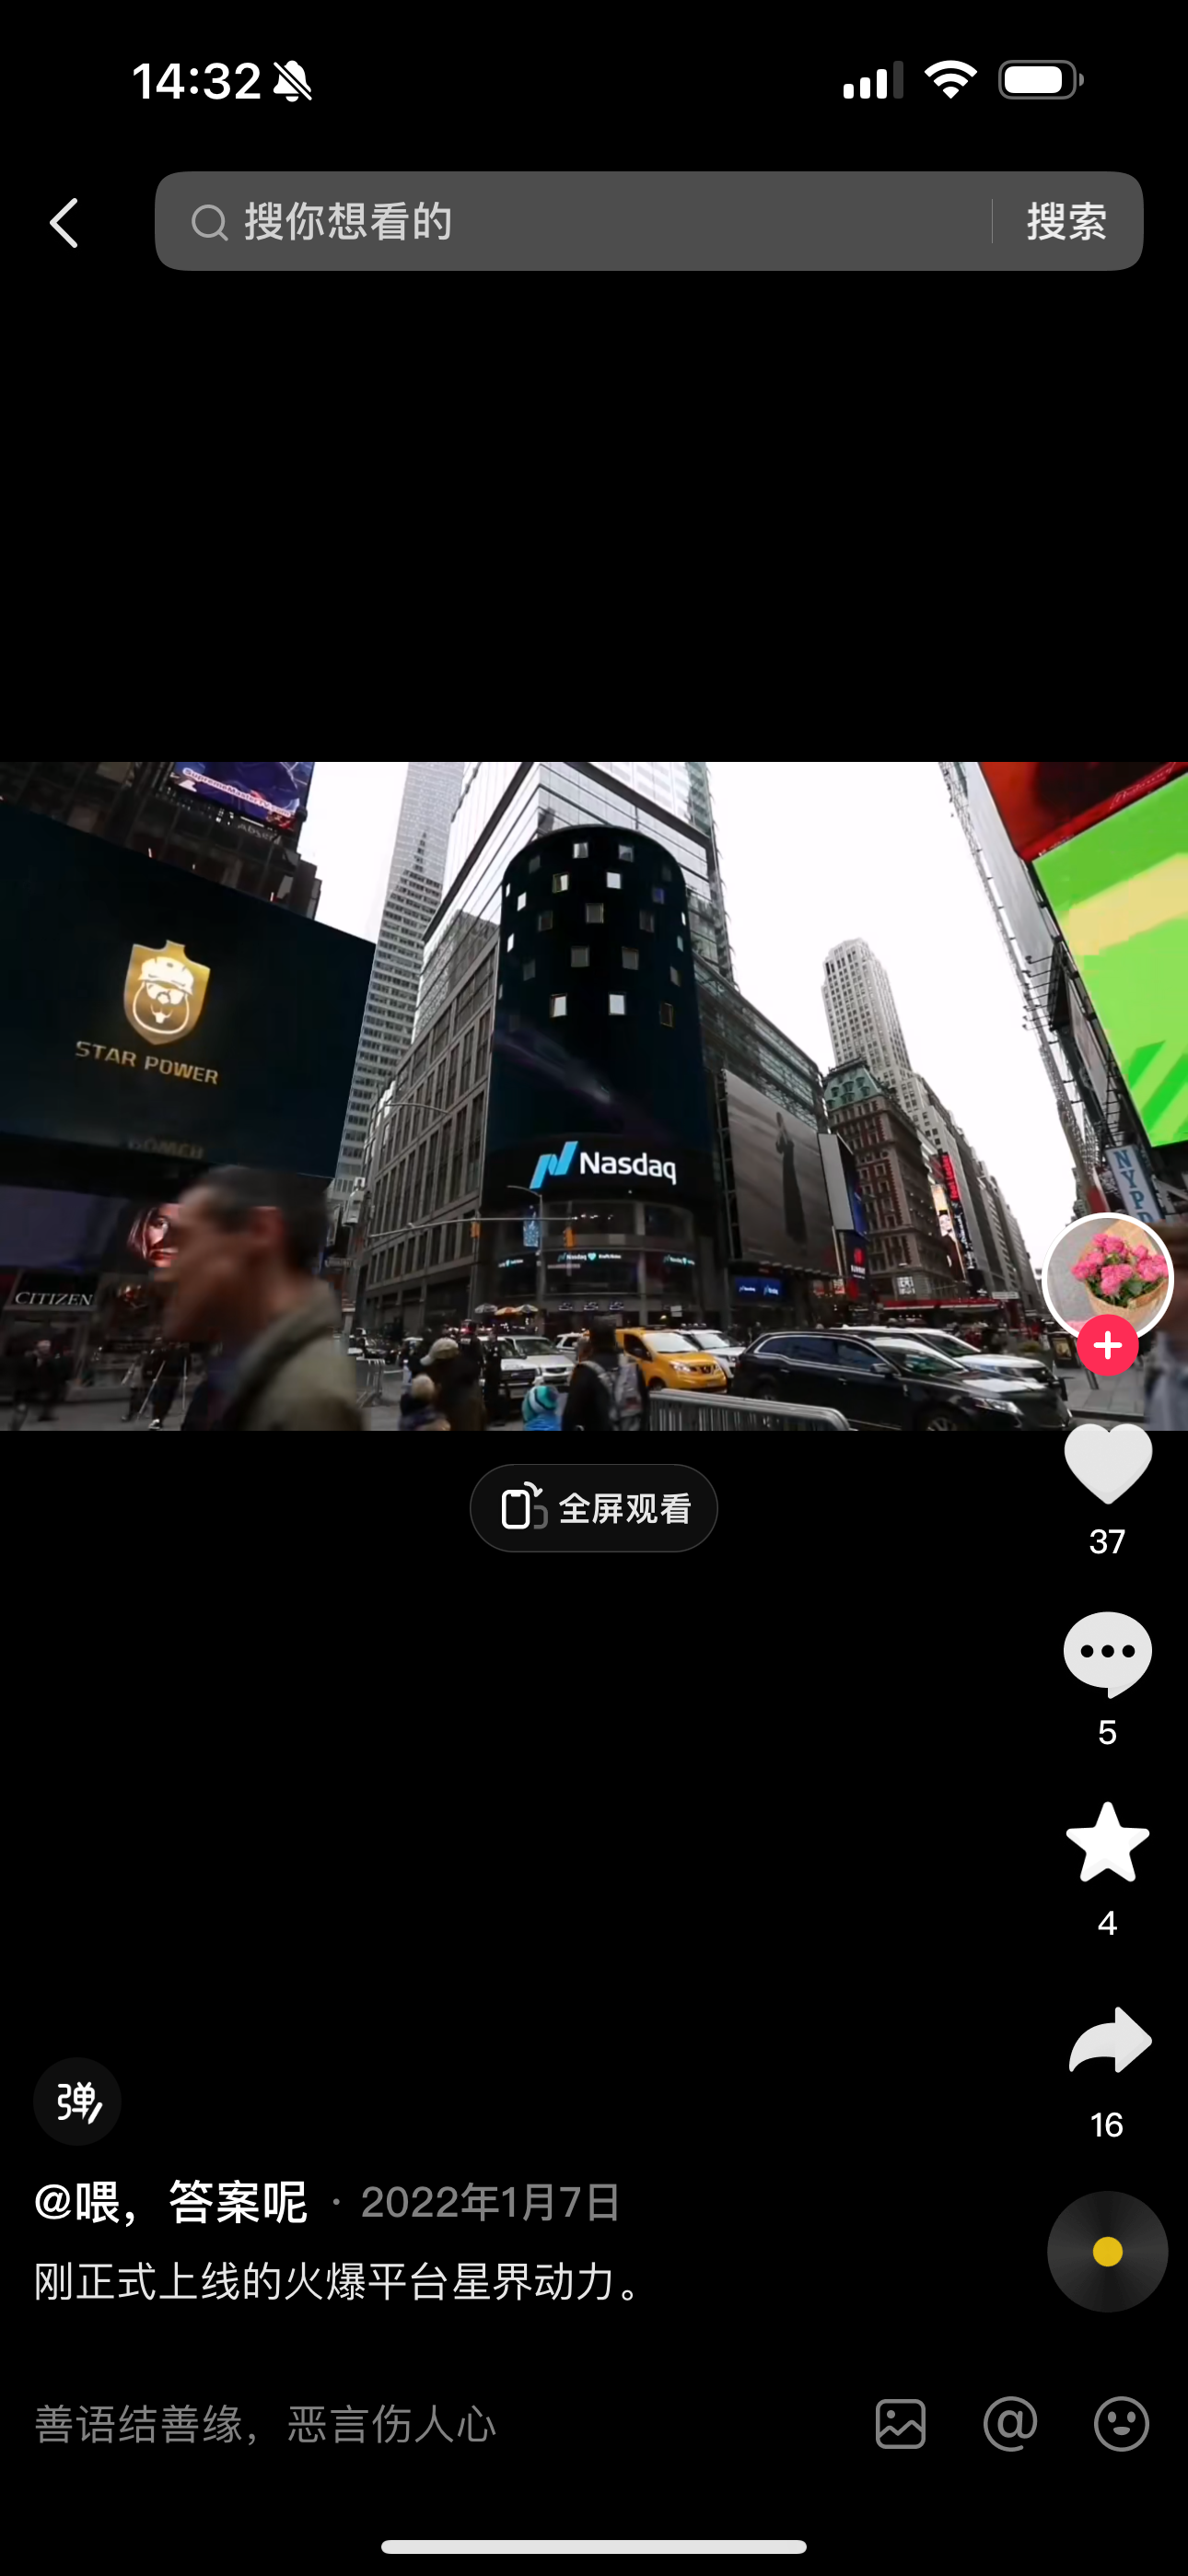 14:32
搜你想看的
搜索
SupremeMasterTV.com
STAR POWER
Nasdaq
NYPD
CITIZEN
全屏观看
37
5
4
16
弹
@喂，答案呢 · 2022年1月7日
刚正式上线的火爆平台星界动力。
善语结善缘，恶言伤人心